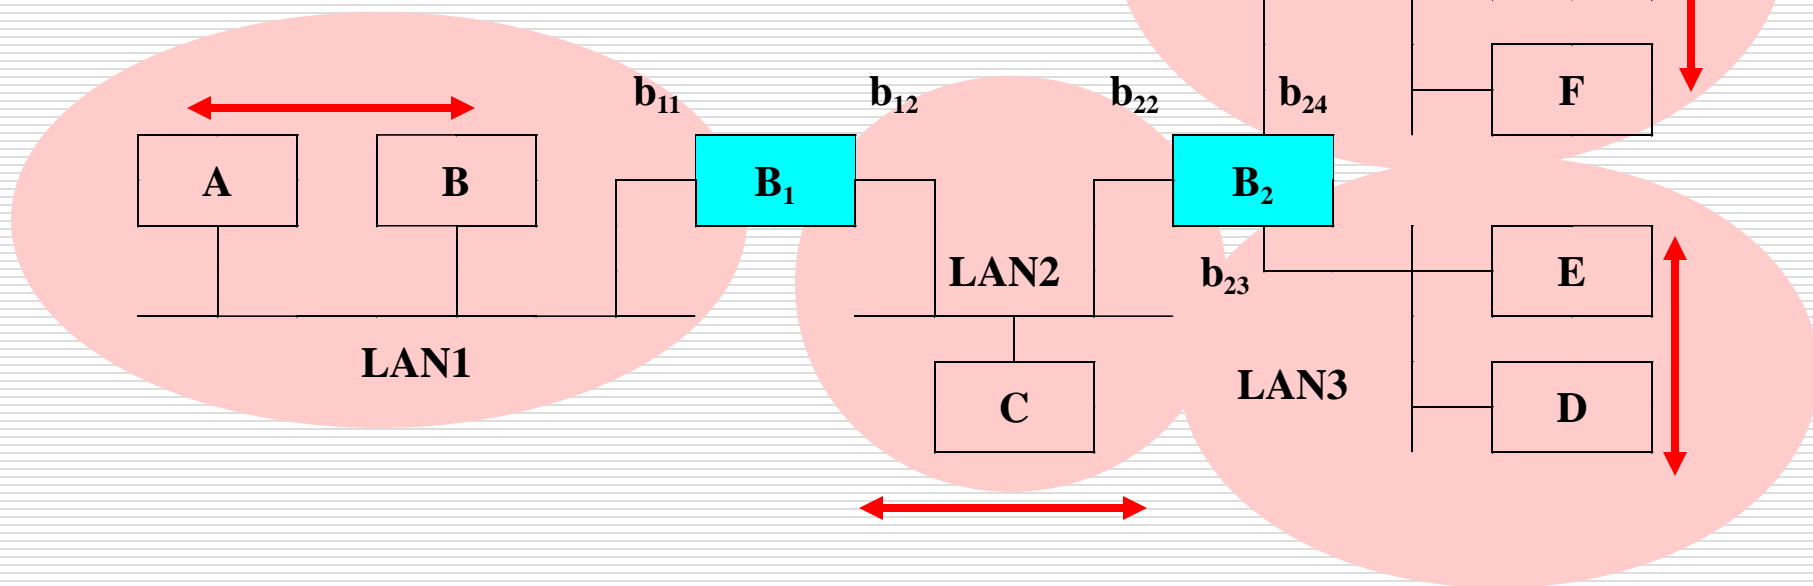 b₁₁ b₁₂ b₂₂ b₂₄ F
A B B₁ B₂
LAN2 b₂₃ E
LAN1 LAN3
C D